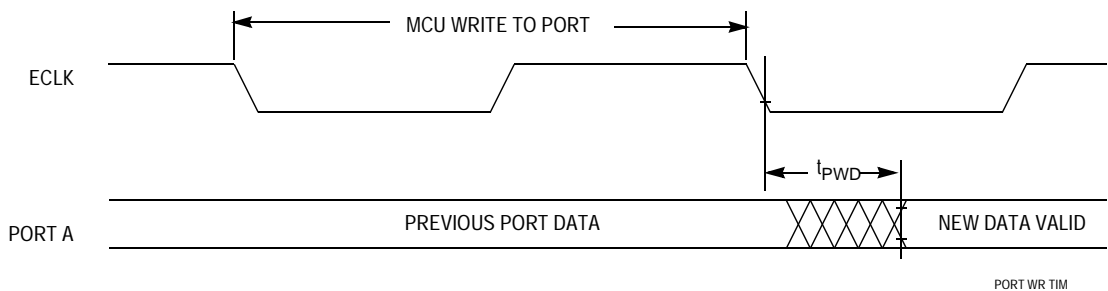 MCU WRITE TO PORT
ECLK
tPWD
PREVIOUS PORT DATA
NEW DATA VALID
PORT A
PORT WR TIM